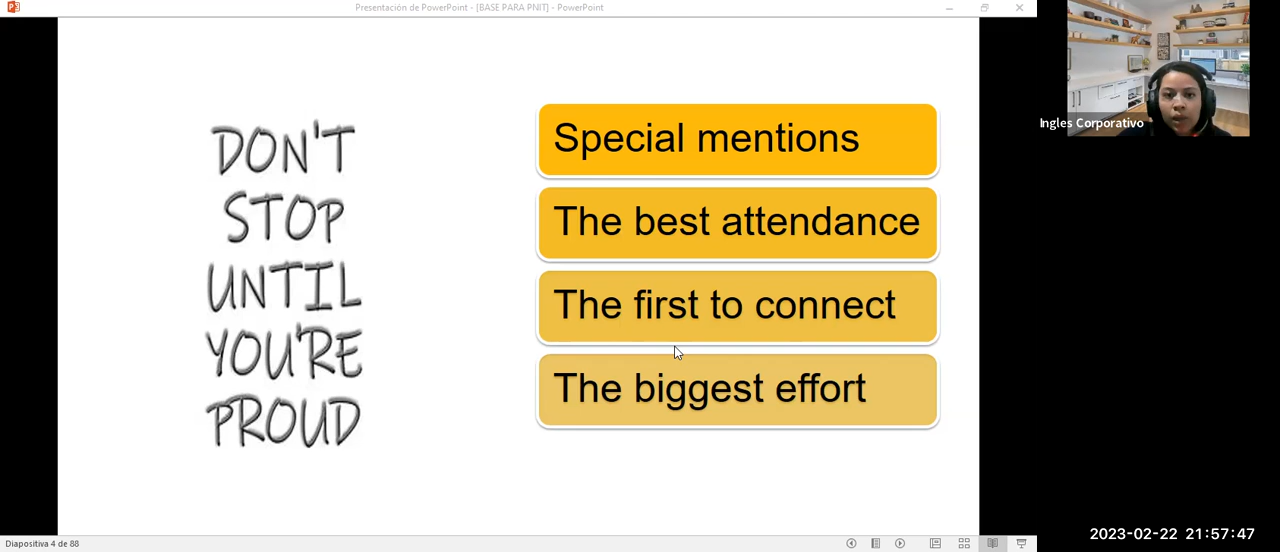 Presentación de PowerPoint - [BASE PARA PNIT] - PowerPoint
DON'T
STOP
UNTIL
YOU'RE
PROUD
Special mentions
The best attendance
The first to connect
The biggest effort
Ingles Corporativo
2023-02-22 21:57:47
Diapositiva 4 de 88